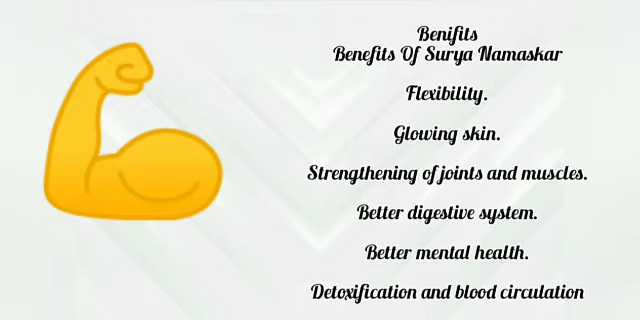 Benifits
Benefits Of Surya Namaskar
Flexibility.
Glowing skin.
Strengthening of joints and muscles.
Better digestive system.
Better mental health.
Detoxification and blood circulation